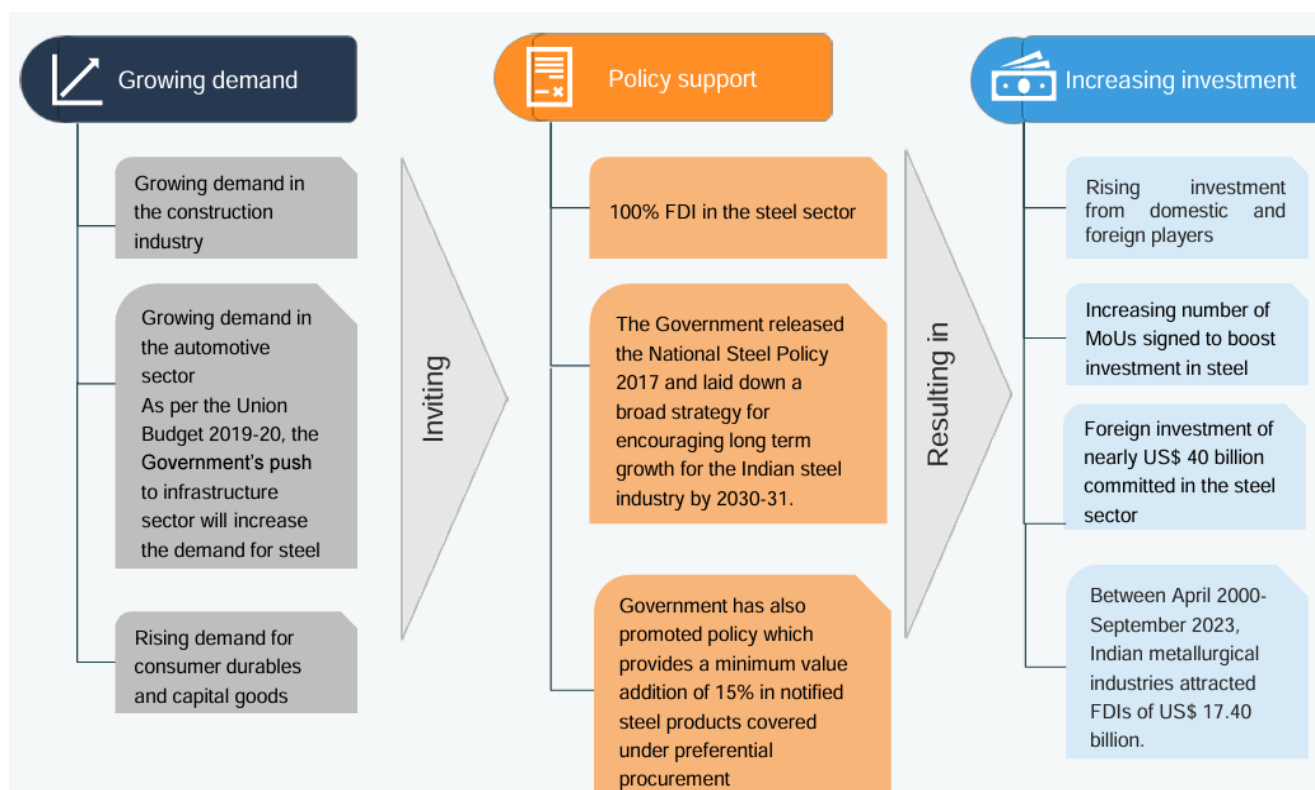 Growing demand
Growing demand in
the construction
industry
Growing demand in
the automotive
sector
As per the Union
Budget 2019-20, the
Government's push
to infrastructure
sector will increase
the demand for steel
Rising demand for
consumer durables
and capital goods
Inviting
Policy support
100% FDI in the steel sector
The Government released
the National Steel Policy
2017 and laid down a
broad strategy for
encouraging long term
growth for the Indian steel
industry by 2030-31.
Government has also
promoted policy which
provides a minimum value
addition of 15% in notified
steel products covered
under preferential
procurement
Resulting in
Increasing investment
Rising investment
from domestic and
foreign players
Increasing number of
MoUs signed to boost
investment in steel
Foreign investment of
nearly US$ 40 billion
committed in the steel
sector
Between April 2000-
September 2023,
Indian metallurgical
industries attracted
FDIs of US$ 17.40
billion.